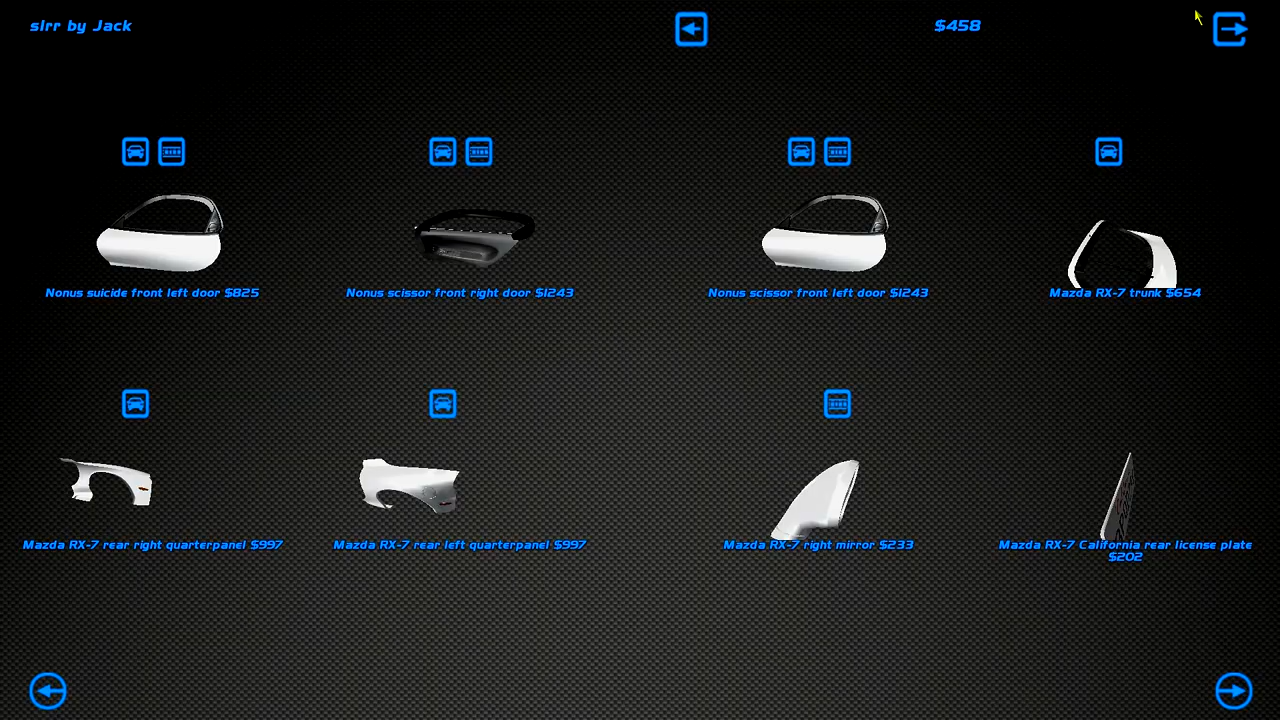 slrr by Jack
$458
Nonus suicide front left door $825
Nonus scissor front right door $1243
Nonus scissor front left door $1243
Mazda RX-7 trunk $654
Mazda RX-7 rear right quarterpanel $997
Mazda RX-7 rear left quarterpanel $997
Mazda RX-7 right mirror $233
Mazda RX-7 California rear license plate
$202